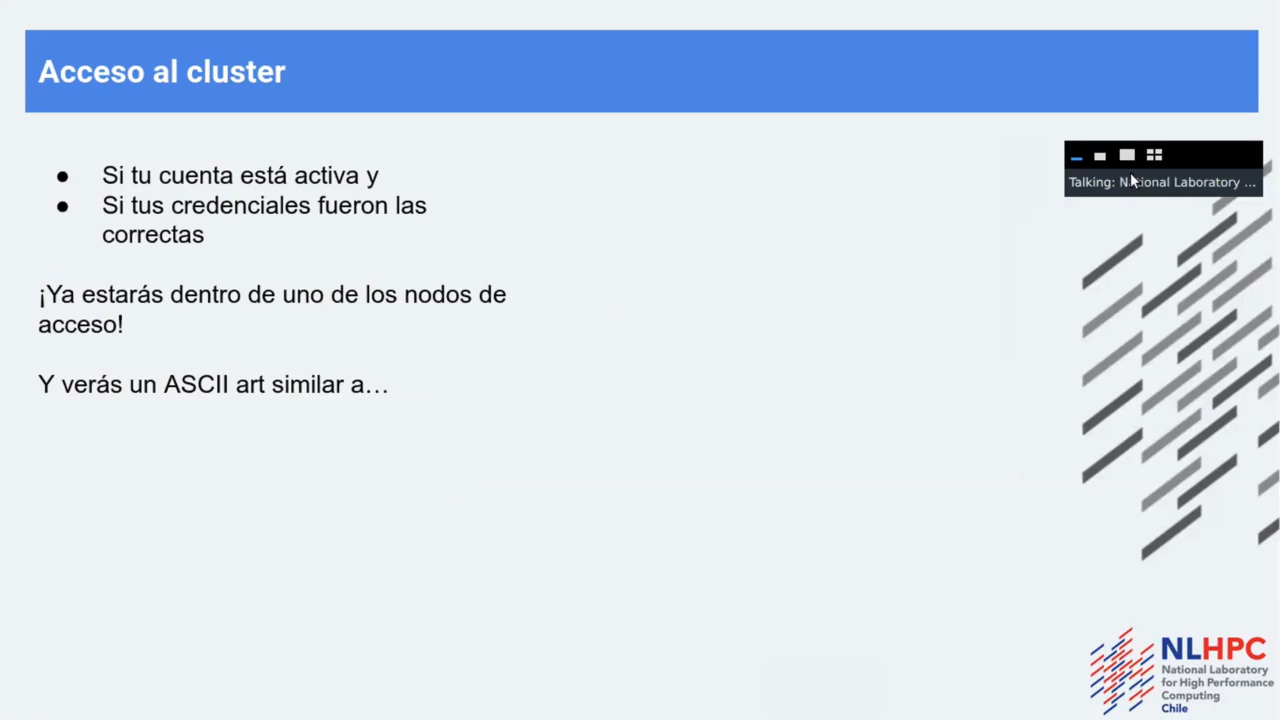 Acceso al cluster
● Si tu cuenta está activa y
● Si tus credenciales fueron las
correctas
¡Ya estarás dentro de uno de los nodos de
acceso!
Y verás un ASCII art similar a…
Talking: National Laboratory ...
NLHPC
National Laboratory
for High Performance
Computing
Chile